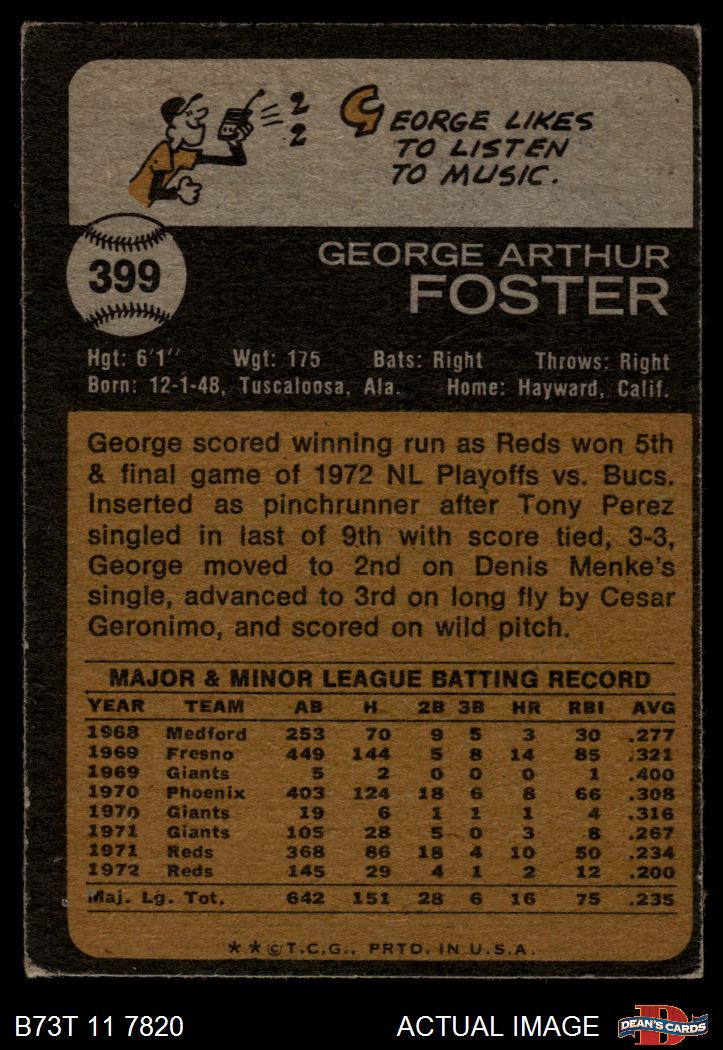 GEORGE LIKES
TO LISTEN
TO MUSIC.
399
GEORGE ARTHUR
FOSTER
Hgt: 6'1" Wgt: 175 Bats: Right Throws: Right
Born: 12-1-48, Tuscaloosa, Ala. Home: Hayward, Calif.
George scored winning run as Reds won 5th
& final game of 1972 NL Playoffs vs. Bucs.
Inserted as pinchrunner after Tony Perez
singled in last of 9th with score tied, 3-3,
George moved to 2nd on Denis Menke's
single, advanced to 3rd on long fly by Cesar
Geronimo, and scored on wild pitch.
MAJOR & MINOR LEAGUE BATTING RECORD
YEAR TEAM AB H 2B 3B HR RBI AVG
1968 Medford 253 70 9 5 3 30 .277
1969 Fresno 449 144 5 8 14 85 .321
1969 Giants 5 2 0 0 0 1 .400
1970 Phoenix 403 124 18 6 8 66 .308
1970 Giants 19 6 1 1 1 4 .316
1971 Giants 105 28 5 0 3 8 .267
1971 Reds 368 86 18 4 10 50 .234
1972 Reds 145 29 4 1 2 12 .200
Maj. Lg. Tot. 642 151 28 6 16 75 .235
**©T.C.G., PRTD. IN U.S.A.
B73T 11 7820 ACTUAL IMAGE DEAN'S CARDS